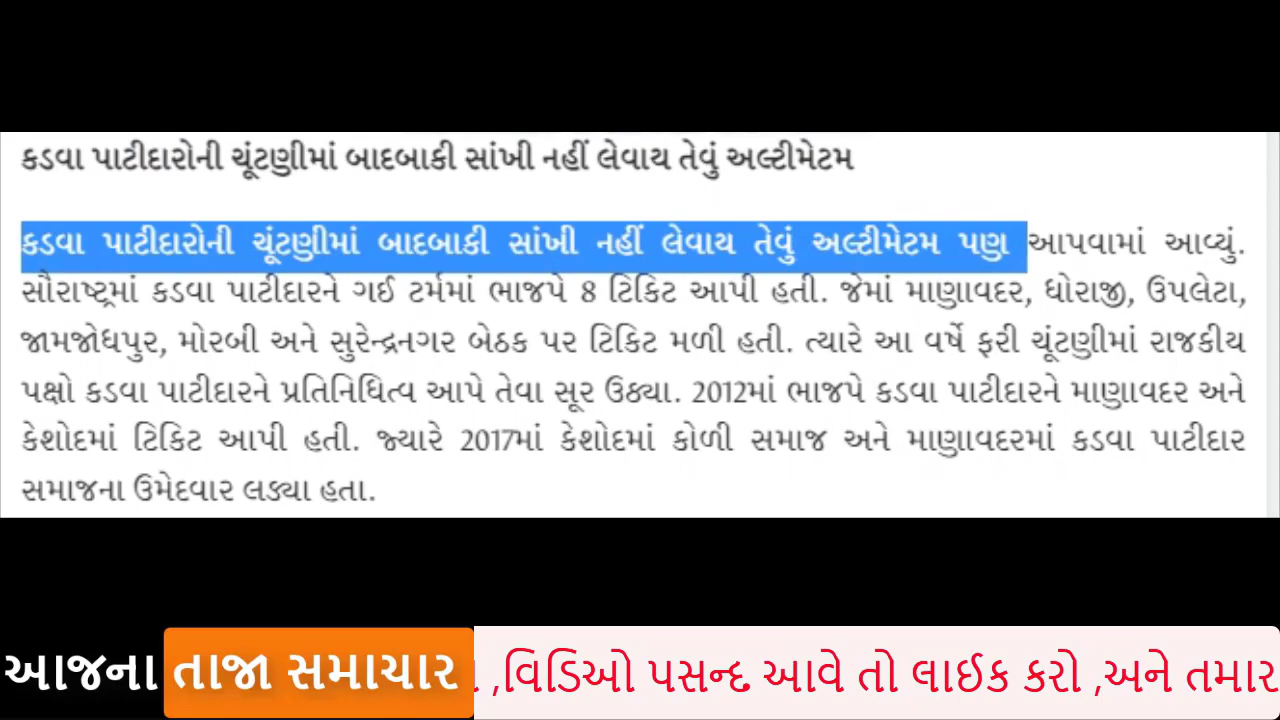 કડવા પાટીદારોની ચૂંટણીમાં બાદબાકી સાંખી નહીં લેવાય તેવું અલ્ટીમેટમ
કડવા પાટીદારોની ચૂંટણીમાં બાદબાકી સાંખી નહીં લેવાય તેવું અલ્ટીમેટમ પણ આપવામાં આવ્યું.
સૌરાષ્ટ્રમાં કડવા પાટીદારને ગઈ ટર્મમાં ભાજપે 8 ટિકિટ આપી હતી. જેમાં માણાવદર, ધોરાજી, ઉપલેટા,
જામજોધપુર, મોરબી અને સુરેન્દ્રનગર બેઠક પર ટિકિટ મળી હતી. ત્યારે આ વર્ષે ફરી ચૂંટણીમાં રાજકીય
પક્ષો કડવા પાટીદારને પ્રતિનિધિત્વ આપે તેવા સૂર ઉઠ્યા. 2012માં ભાજપે કડવા પાટીદારને માણાવદર અને
કેશોદમાં ટિકિટ આપી હતી. જ્યારે 2017માં કેશોદમાં કોળી સમાજ અને માણાવદરમાં કડવા પાટીદાર
સમાજના ઉમેદવાર લડ્યા હતા.
આજના તાજા સમાચાર ,વિડિઓ પસન્દ આવે તો લાઈક કરો ,અને તમાર